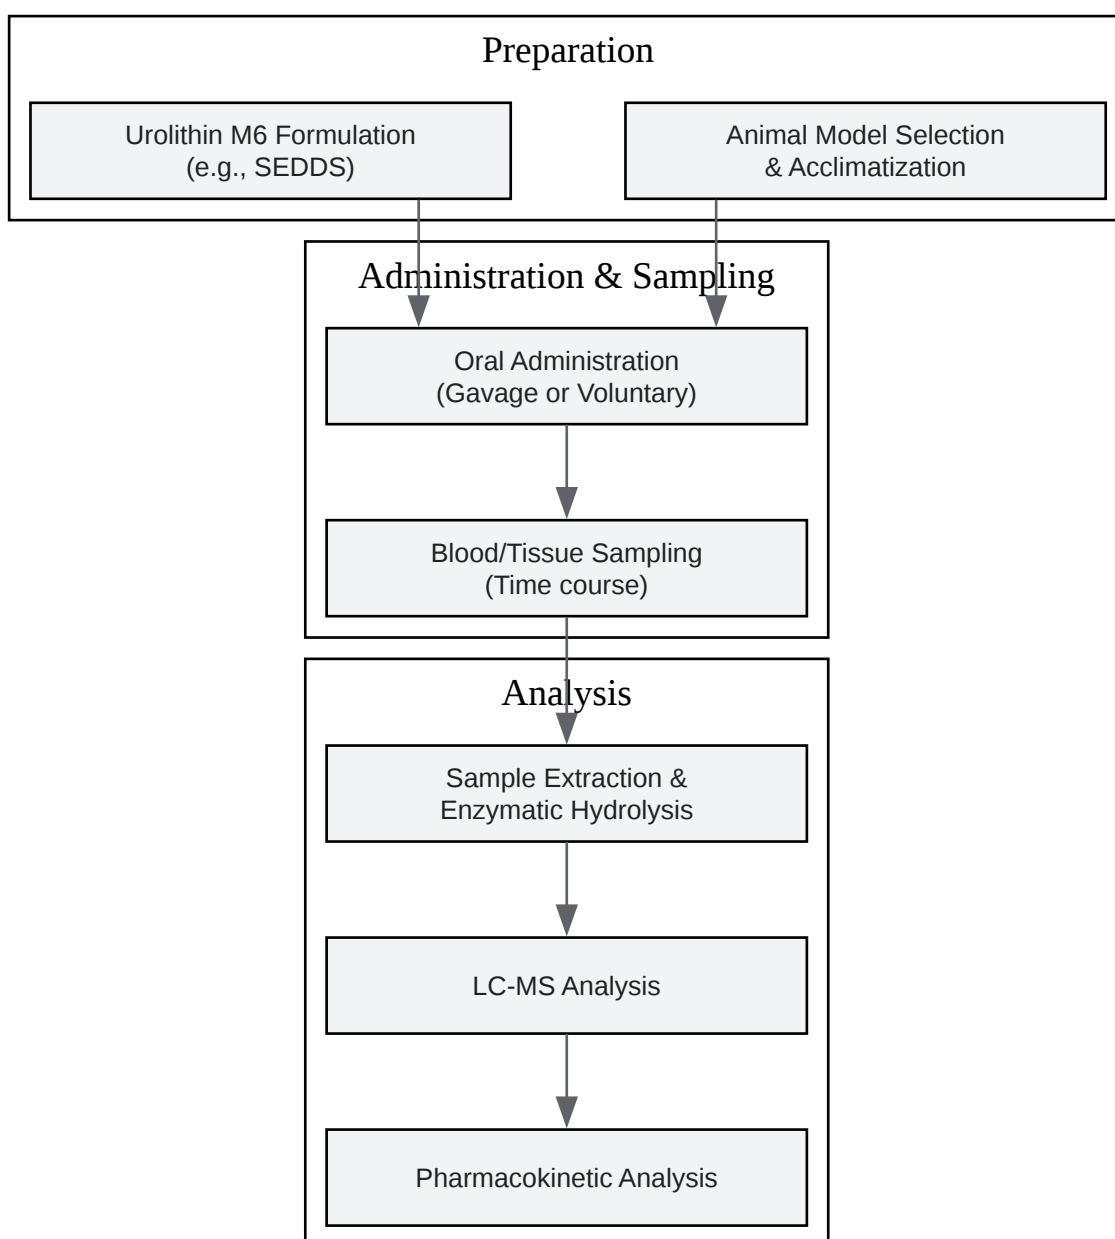 Preparation
Urolithin M6 Formulation
(e.g., SEDDS)
Animal Model Selection
& Acclimatization
Administration & Sampling
Oral Administration
(Gavage or Voluntary)
Blood/Tissue Sampling
(Time course)
Analysis
Sample Extraction &
Enzymatic Hydrolysis
LC-MS Analysis
Pharmacokinetic Analysis